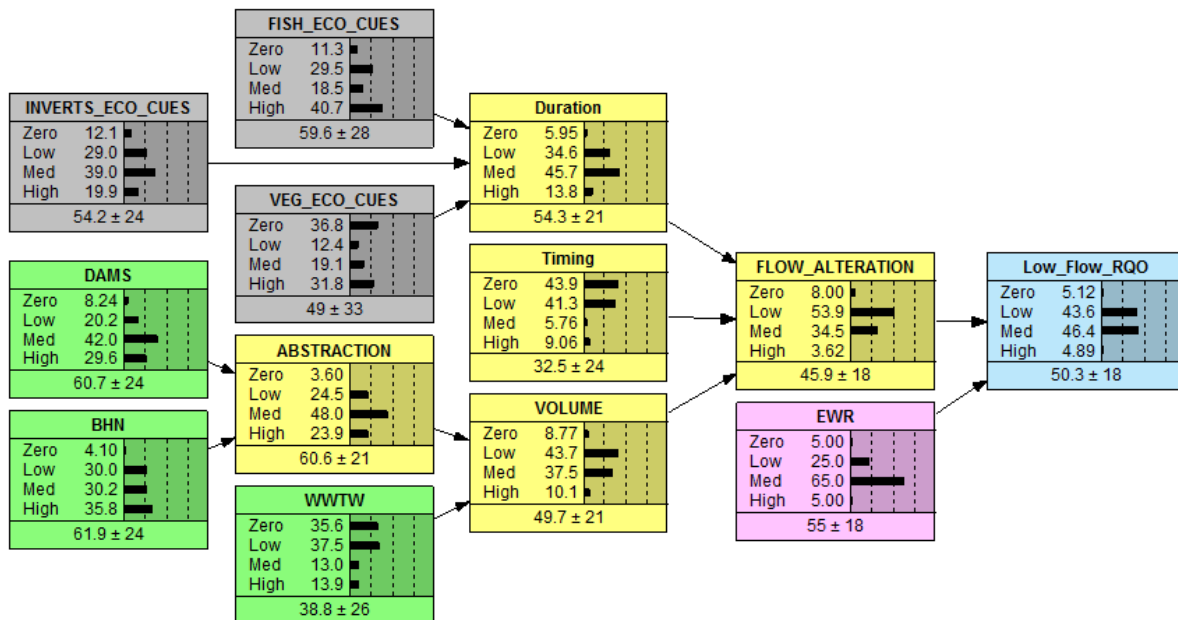 FISH_ECO_CUES
Zero 11.3
Low 29.5
Med 18.5
High 40.7
59.6 ± 28
INVERTS_ECO_CUES
Zero 12.1
Low 29.0
Med 39.0
High 19.9
54.2 ± 24
VEG_ECO_CUES
Zero 36.8
Low 12.4
Med 19.1
High 31.8
49 ± 33
DAMS
Zero 8.24
Low 20.2
Med 42.0
High 29.6
60.7 ± 24
BHN
Zero 4.10
Low 30.0
Med 30.2
High 35.8
61.9 ± 24
ABSTRACTION
Zero 3.60
Low 24.5
Med 48.0
High 23.9
60.6 ± 21
WWTW
Zero 35.6
Low 37.5
Med 13.0
High 13.9
38.8 ± 26
Duration
Zero 5.95
Low 34.6
Med 45.7
High 13.8
54.3 ± 21
Timing
Zero 43.9
Low 41.3
Med 5.76
High 9.06
32.5 ± 24
VOLUME
Zero 8.77
Low 43.7
Med 37.5
High 10.1
49.7 ± 21
FLOW_ALTERATION
Zero 8.00
Low 53.9
Med 34.5
High 3.62
45.9 ± 18
EWR
Zero 5.00
Low 25.0
Med 65.0
High 5.00
55 ± 18
Low_Flow_RQO
Zero 5.12
Low 43.6
Med 46.4
High 4.89
50.3 ± 18